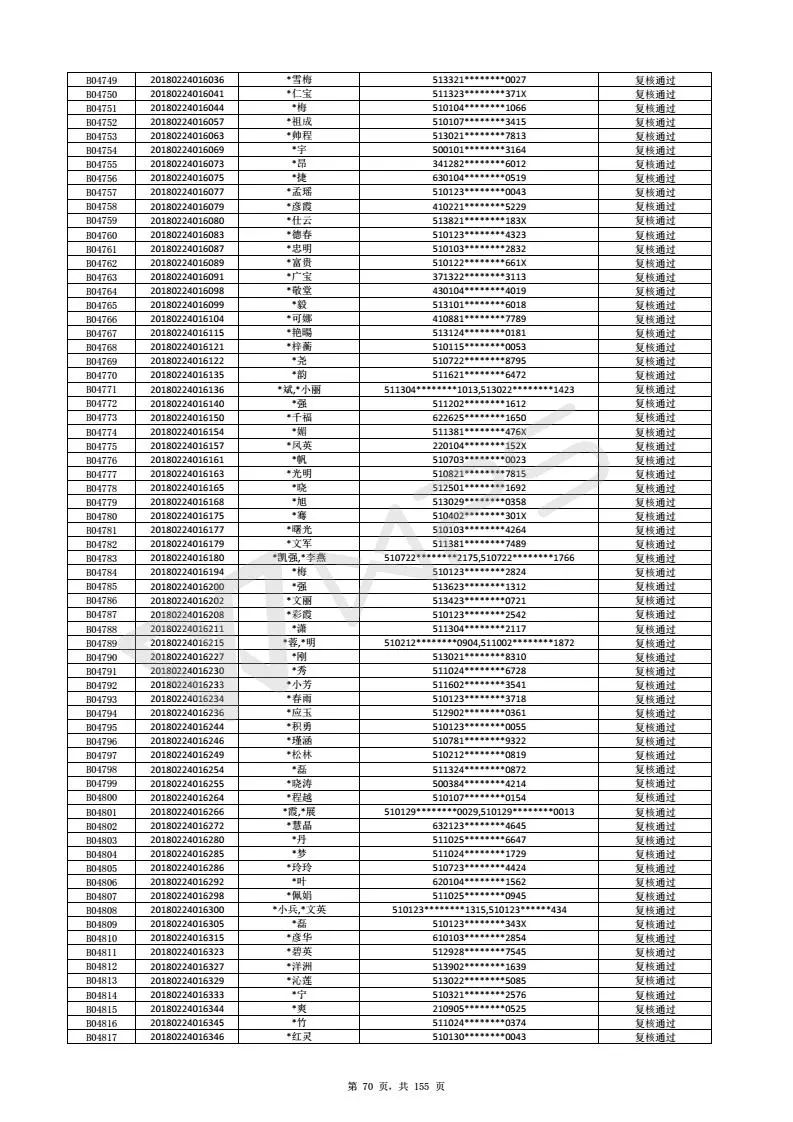 B04749 20180224016036 *雪梅 513321********0027 复核通过
B04750 20180224016041 *仁宝 511323********371X 复核通过
B04751 20180224016044 *梅 510104********1066 复核通过
B04752 20180224016057 *祖成 510107********3415 复核通过
B04753 20180224016063 *帅程 513021********7813 复核通过
B04754 20180224016069 *宇 500101********3164 复核通过
B04755 20180224016073 *昂 341282********6012 复核通过
B04756 20180224016075 *捷 630104********0519 复核通过
B04757 20180224016077 *孟瑶 510123********0043 复核通过
B04758 20180224016079 *彦霞 410221********5229 复核通过
B04759 20180224016080 *仕云 513821********183X 复核通过
B04760 20180224016083 *德春 510123********4323 复核通过
B04761 20180224016087 *忠明 510103********2832 复核通过
B04762 20180224016089 *富贵 510122********661X 复核通过
B04763 20180224016091 *广宝 371322********3113 复核通过
B04764 20180224016098 *敬堂 430104********4019 复核通过
B04765 20180224016099 *毅 513101********6018 复核通过
B04766 20180224016104 *可娜 410881********7789 复核通过
B04767 20180224016115 *艳暘 513124********0181 复核通过
B04768 20180224016121 *梓蘅 510115********0053 复核通过
B04769 20180224016122 *尧 510722********8795 复核通过
B04770 20180224016135 *韵 511621********6472 复核通过
B04771 20180224016136 *斌,*小丽 511304********1013,513022********1423 复核通过
B04772 20180224016140 *强 511202********1612 复核通过
B04773 20180224016150 *千福 622625********1650 复核通过
B04774 20180224016154 *媚 511381********476X 复核通过
B04775 20180224016157 *凤英 220104********152X 复核通过
B04776 20180224016161 *帆 510703********0023 复核通过
B04777 20180224016163 *光明 510821********7815 复核通过
B04778 20180224016165 *晓 512501********1692 复核通过
B04779 20180224016168 *旭 513029********0358 复核通过
B04780 20180224016175 *骞 510402********301X 复核通过
B04781 20180224016177 *曙光 510103********4264 复核通过
B04782 20180224016179 *文军 511381********7489 复核通过
B04783 20180224016180 *凯强,*李燕 510722********2175,510722********1766 复核通过
B04784 20180224016194 *梅 510123********2824 复核通过
B04785 20180224016200 *强 513623********1312 复核通过
B04786 20180224016202 *文丽 513423********0721 复核通过
B04787 20180224016208 *彩霞 510123********2542 复核通过
B04788 20180224016211 *潇 511304********2117 复核通过
B04789 20180224016215 *蓉,*明 510212********0904,511002********1872 复核通过
B04790 20180224016227 *刚 513021********8310 复核通过
B04791 20180224016230 *秀 511024********6728 复核通过
B04792 20180224016233 *小芳 511602********3541 复核通过
B04793 20180224016234 *春雨 510123********3718 复核通过
B04794 20180224016236 *应玉 512902********0361 复核通过
B04795 20180224016244 *积勇 510123********0055 复核通过
B04796 20180224016246 *瑾涵 510781********9322 复核通过
B04797 20180224016249 *松林 510212********0819 复核通过
B04798 20180224016254 *磊 511324********0872 复核通过
B04799 20180224016255 *晓涛 500384********4214 复核通过
B04800 20180224016264 *程越 510107********0154 复核通过
B04801 20180224016266 *霞,*展 510129********0029,510129********0013 复核通过
B04802 20180224016272 *慧晶 632123********4645 复核通过
B04803 20180224016280 *丹 511025********6647 复核通过
B04804 20180224016285 *梦 511024********1729 复核通过
B04805 20180224016286 *玲玲 510723********4424 复核通过
B04806 20180224016292 *叶 620104********1562 复核通过
B04807 20180224016298 *佩娟 511025********0945 复核通过
B04808 20180224016300 *小兵,*文英 510123********1315,510123******434 复核通过
B04809 20180224016305 *磊 510123********343X 复核通过
B04810 20180224016315 *彦华 610103********2854 复核通过
B04811 20180224016323 *碧英 512928********7545 复核通过
B04812 20180224016327 *洋洲 513902********1639 复核通过
B04813 20180224016329 *沁莲 513022********5085 复核通过
B04814 20180224016333 *宁 510321********2576 复核通过
B04815 20180224016344 *爽 210905********0525 复核通过
B04816 20180224016345 *竹 511024********0374 复核通过
B04817 20180224016346 *红灵 510130********0043 复核通过
WPS
第 70 页，共 155 页